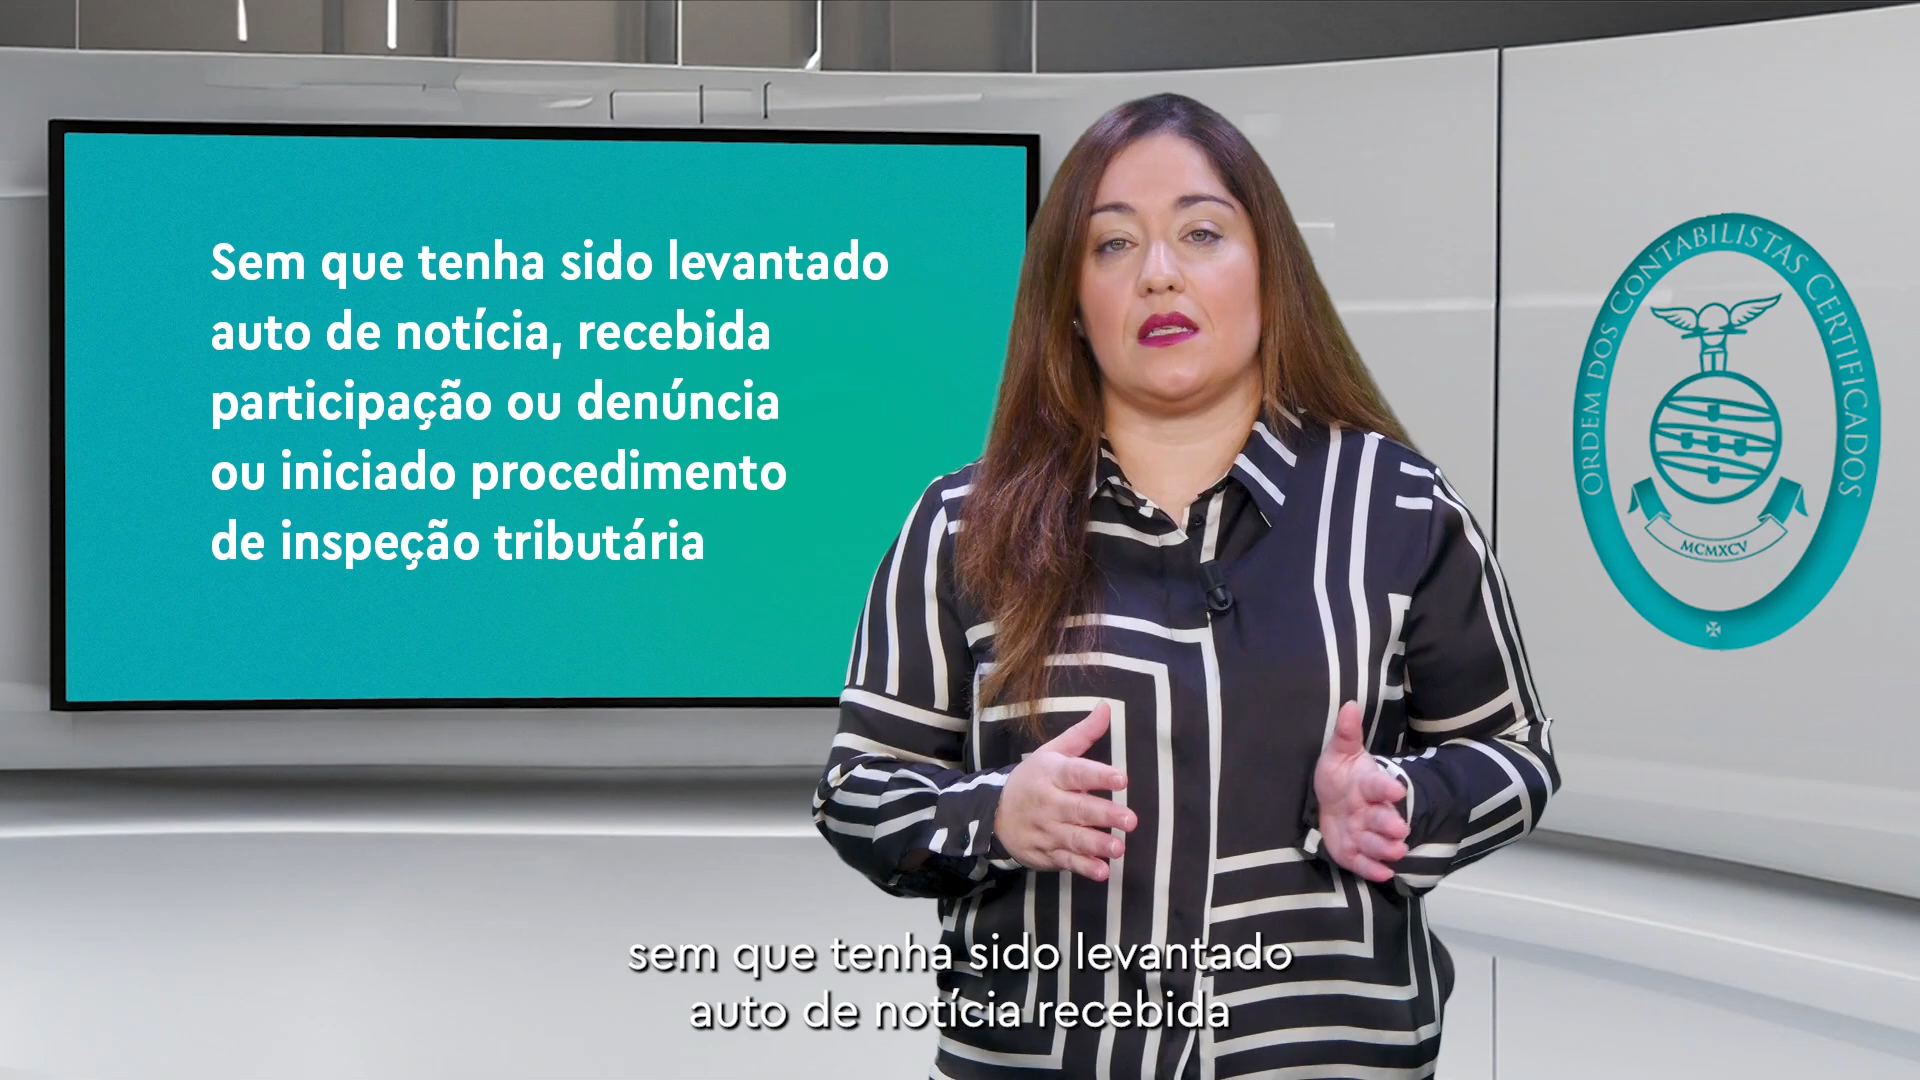 Sem que tenha sido levantado
auto de notícia, recebida
participação ou denúncia
ou iniciado procedimento
de inspeção tributária
ORDEM DOS CONTABILISTAS CERTIFICADOS
MCMXCV
sem que tenha sido levantado
auto de notícia recebida